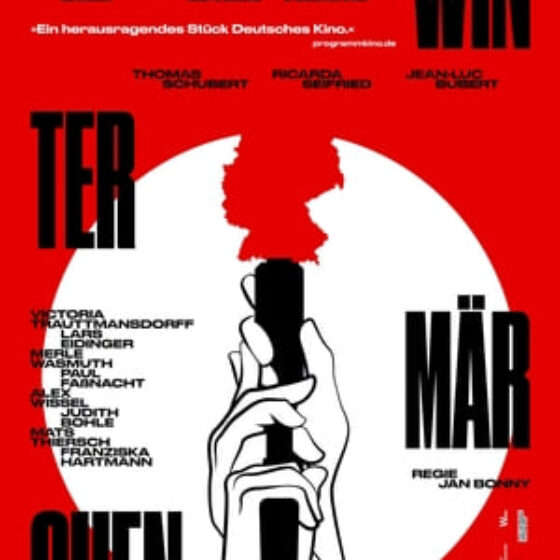 WIN
»Ein herausragendes Stück Deutsches Kino.«
programmkino.de
THOMAS
SCHUBERT
RICARDA
SEIFRIED
JEAN-LUC
BUBERT
TER
VICTORIA
TRAUTTMANSDORFF
LARS
EIDINGER
MERLE
WASMUTH
PAUL
FAßNACHT
ALEX
WISSEL
JUDITH
BOHLE
MATS
THIERSCH
FRANZISKA
HARTMANN
MÄR
REGIE
JAN BONNY
CHEN